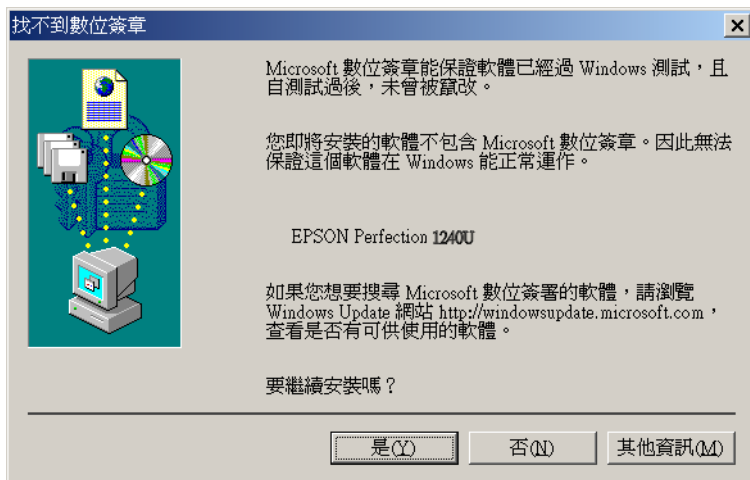 找不到數位簽章
Microsoft 數位簽章能保證軟體已經過 Windows 測試，且
自測試過後，未曾被竄改。
您即將安裝的軟體不包含 Microsoft 數位簽章。因此無法
保證這個軟體在 Windows 能正常運作。
EPSON Perfection 1240U
如果您想要搜尋 Microsoft 數位簽署的軟體，請瀏覽
Windows Update 網站 http://windowsupdate.microsoft.com，
查看是否有可供使用的軟體。
要繼續安裝嗎？
是(Y) 否(N) 其他資訊(M)